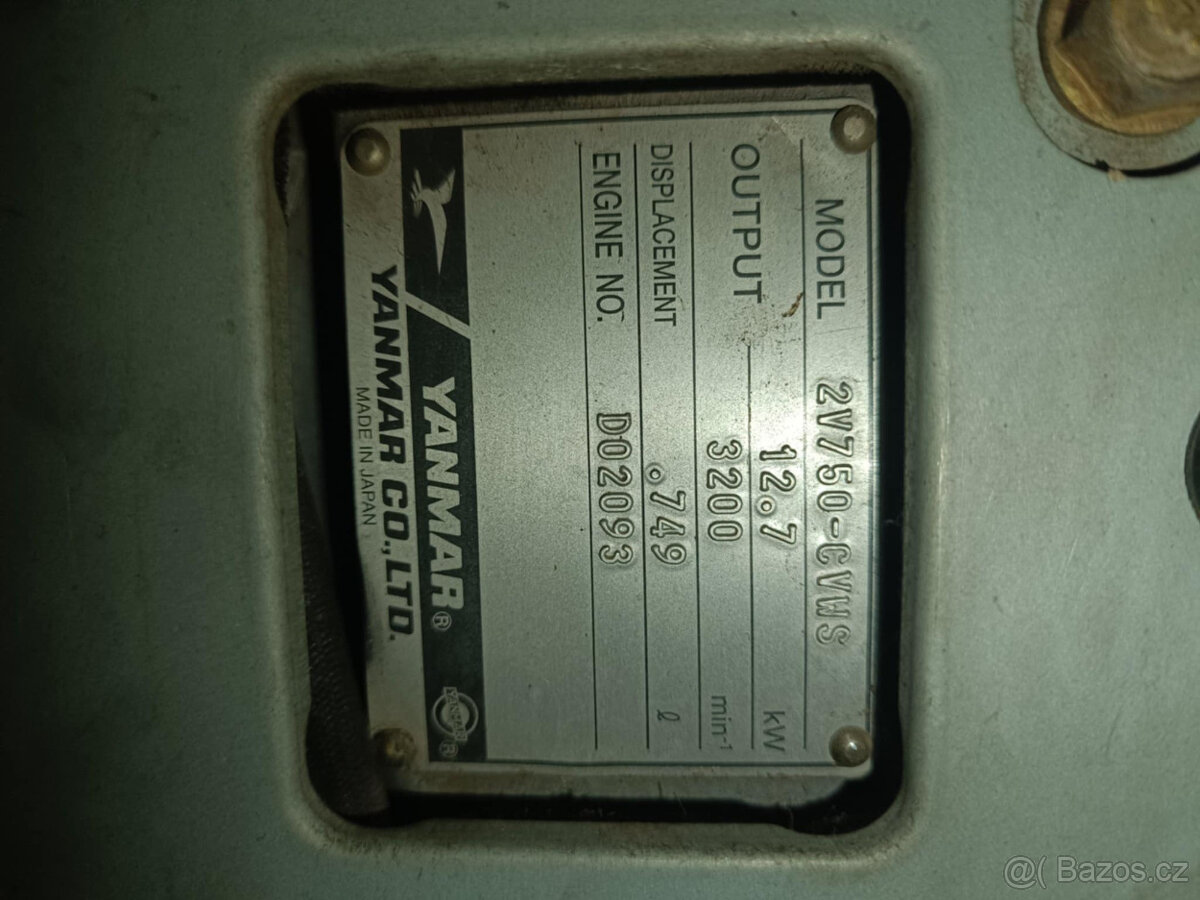 MODEL 2V750-CVWS
OUTPUT 12.7 kW
3200 min⁻¹
DISPLACEMENT .749 ℓ
ENGINE NO. D02093
YANMAR® YANMAR ®
YANMAR CO., LTD.
MADE IN JAPAN
@( Bazos.cz